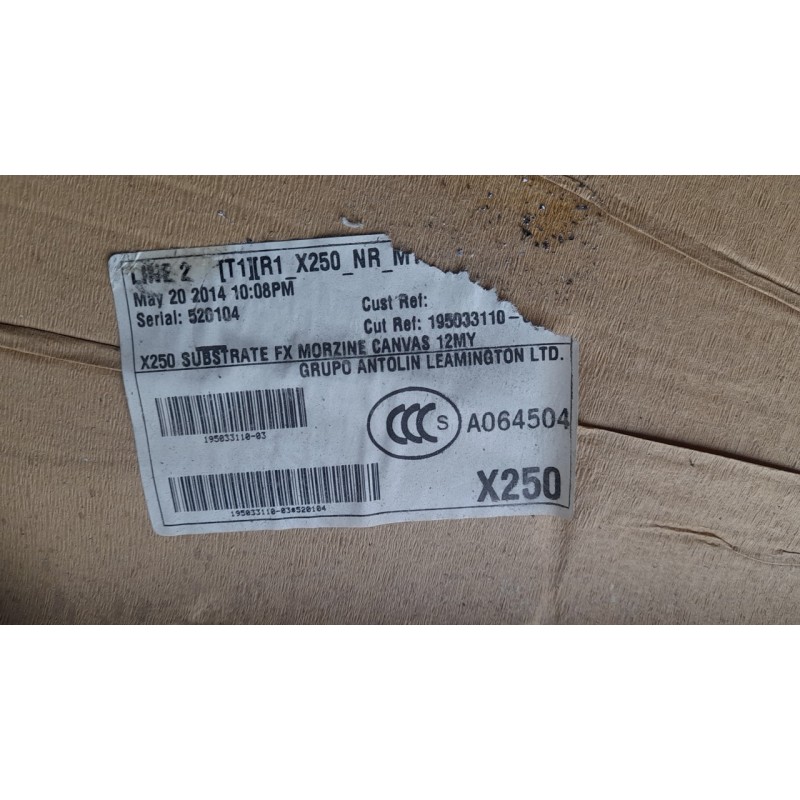 LINE 2 [T1][R1_X250_NR_M
May 20 2014 10:08PM
Cust Ref:
Serial: 520104
Cut Ref: 195033110-
X250 SUBSTRATE FX MORZINE CANVAS 12MY
GRUPO ANTOLIN LEAMINGTON LTD.
195033110-03
CCC S A064504
195033110-03#520104
X250